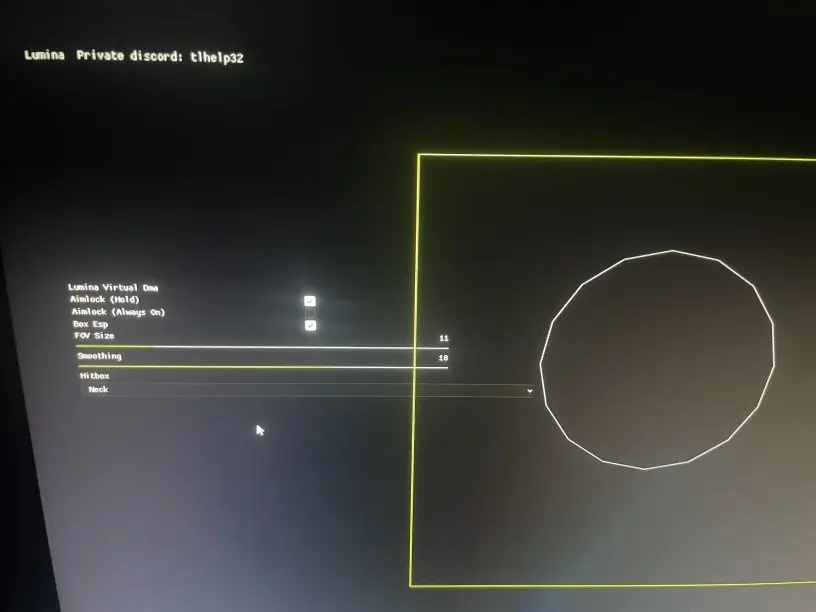 Lumina Private discord: tlhelp32
Lumina Virtual Dma
Aimlock (Hold)
Aimlock (Always On)
Box Esp
FOV Size 11
Smoothing 18
Hitbox
Neck